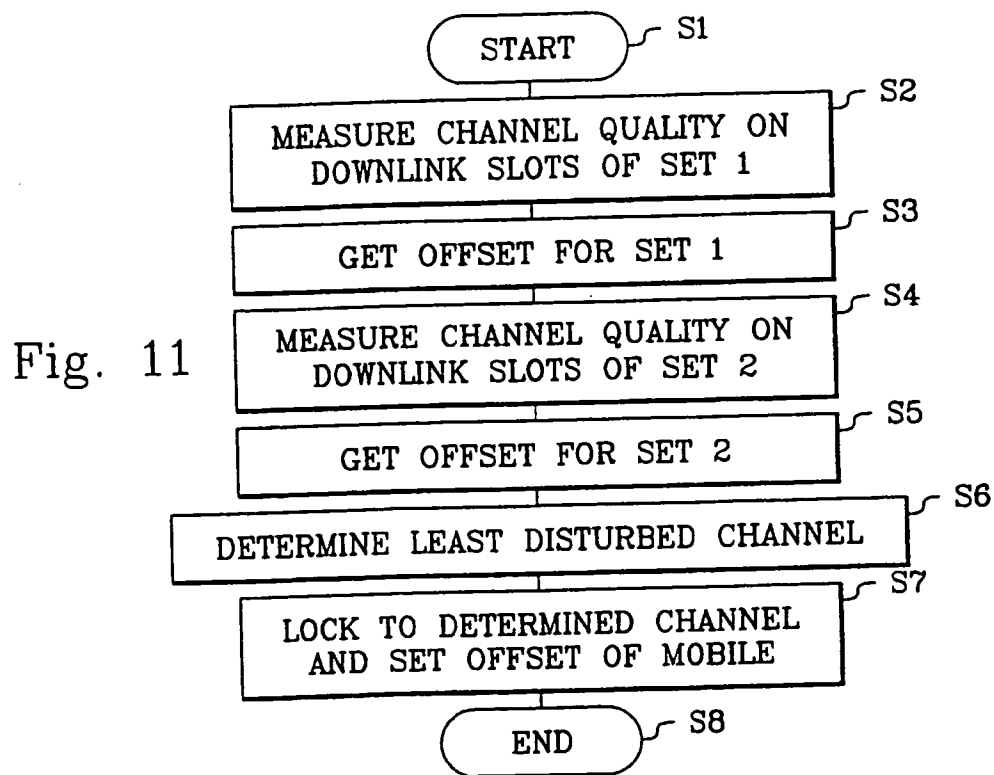 START
S1
S2
MEASURE CHANNEL QUALITY ON
DOWNLINK SLOTS OF SET 1
S3
GET OFFSET FOR SET 1
S4
MEASURE CHANNEL QUALITY ON
DOWNLINK SLOTS OF SET 2
Fig. 11
S5
GET OFFSET FOR SET 2
S6
DETERMINE LEAST DISTURBED CHANNEL
S7
LOCK TO DETERMINED CHANNEL
AND SET OFFSET OF MOBILE
END
S8